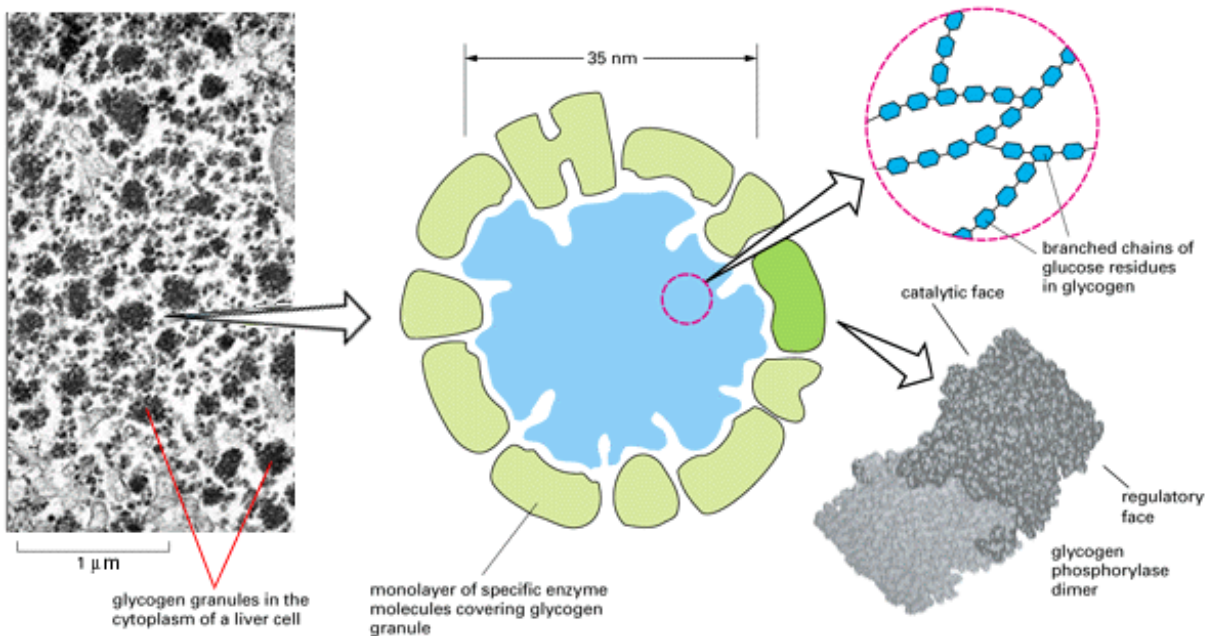 35 nm
branched chains of
glucose residues
in glycogen
catalytic face
regulatory
face
glycogen
phosphorylase
dimer
1 μm
glycogen granules in the
cytoplasm of a liver cell
monolayer of specific enzyme
molecules covering glycogen
granule